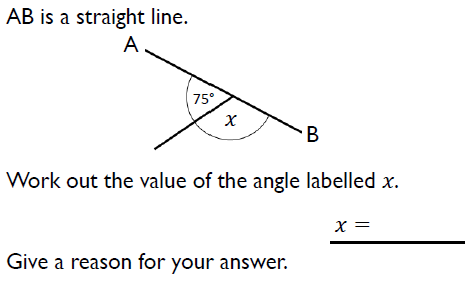 AB is a straight line.
A
75°
x
B
Work out the value of the angle labelled x.
x =
Give a reason for your answer.